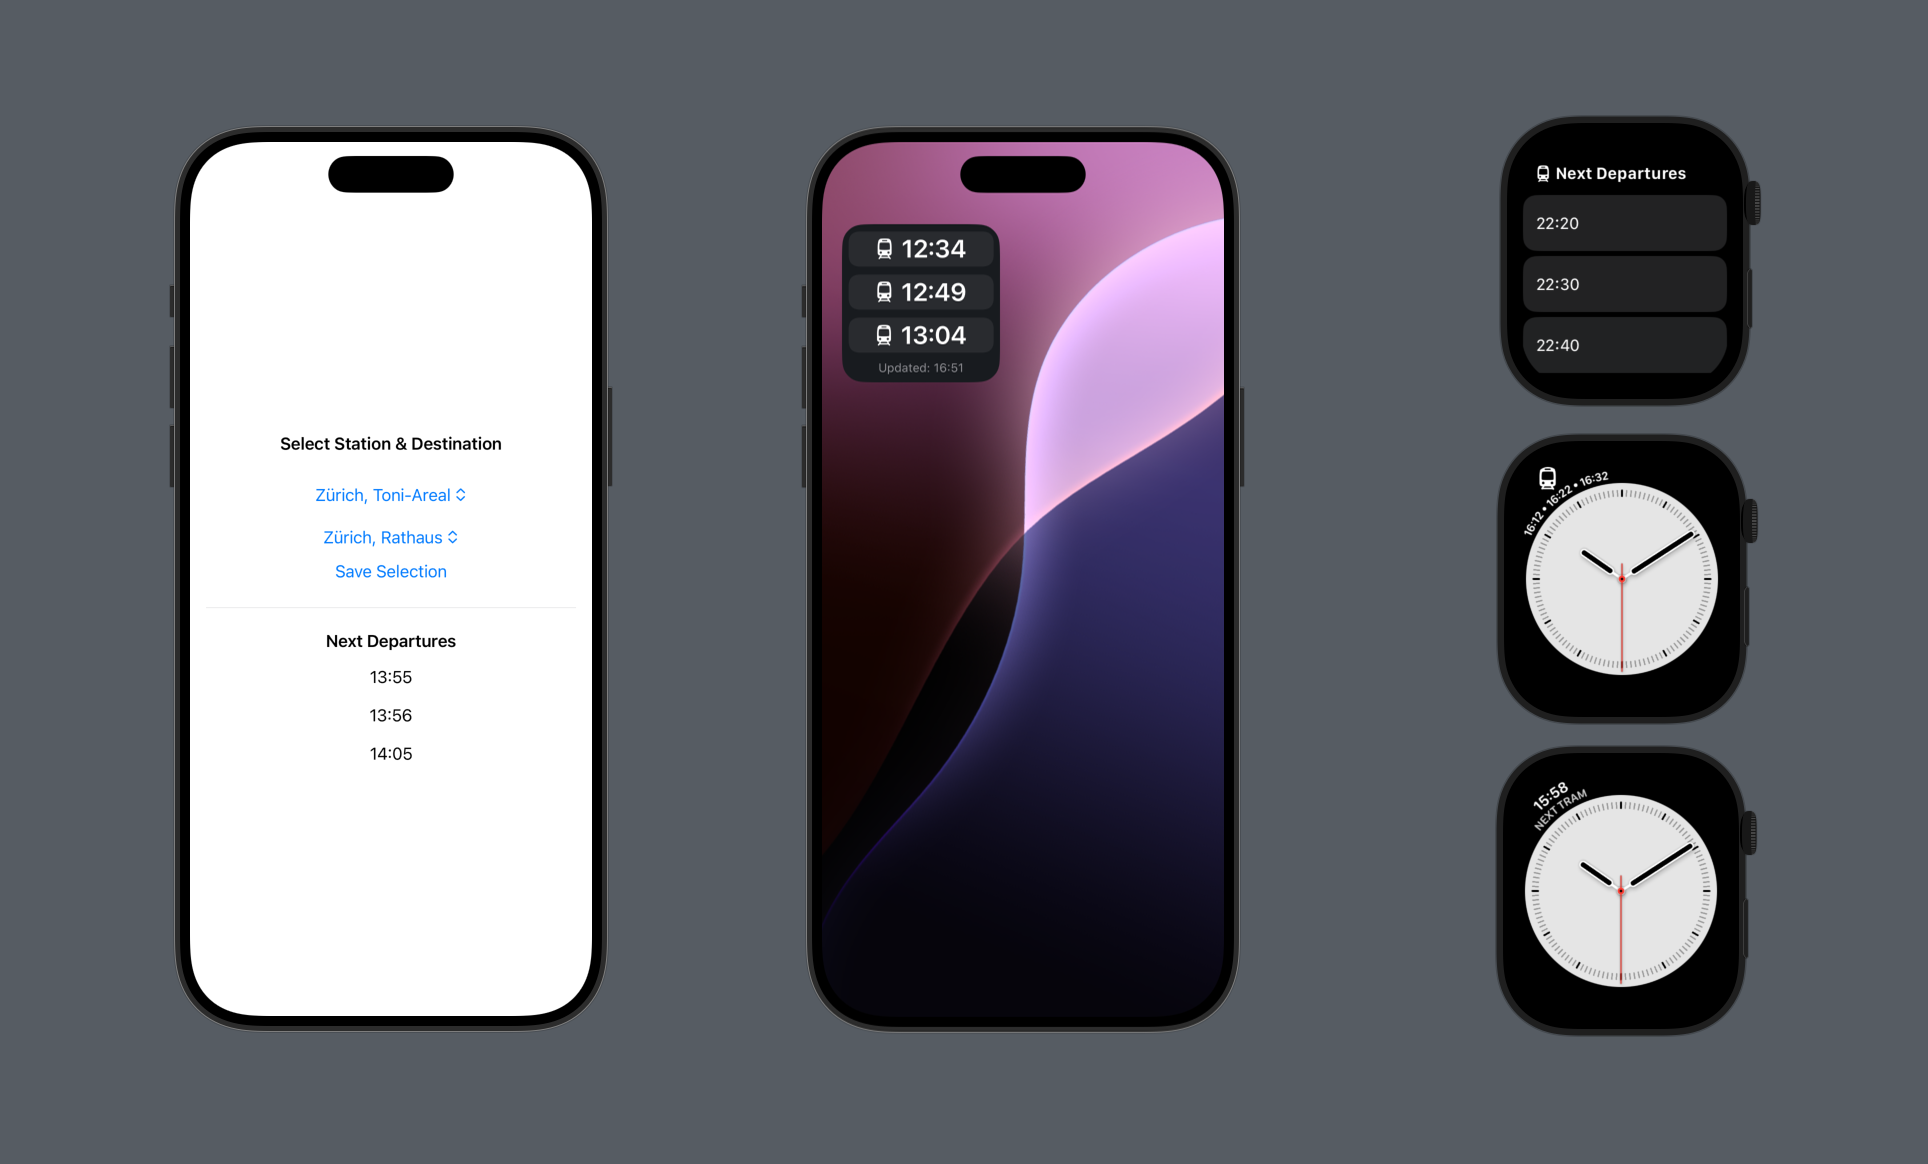 Select Station & Destination
Zürich, Toni-Areal
Zürich, Rathaus
Save Selection
Next Departures
13:55
13:56
14:05
12:34
12:49
13:04
Updated: 16:51
Next Departures
22:20
22:30
22:40
16:12 • 16:22 • 16:32
15:58
NEXT TRAM